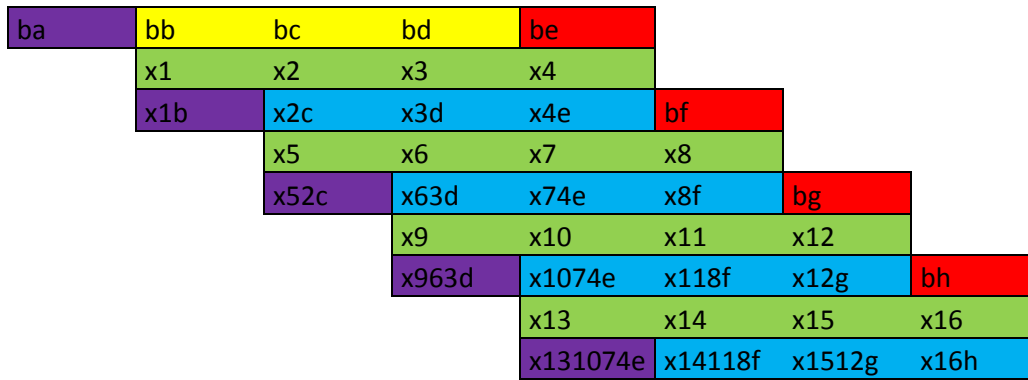 ba bb bc bd be
x1 x2 x3 x4
x1b x2c x3d x4e bf
x5 x6 x7 x8
x52c x63d x74e x8f bg
x9 x10 x11 x12
x963d x1074e x118f x12g bh
x13 x14 x15 x16
x131074e x14118f x1512g x16h